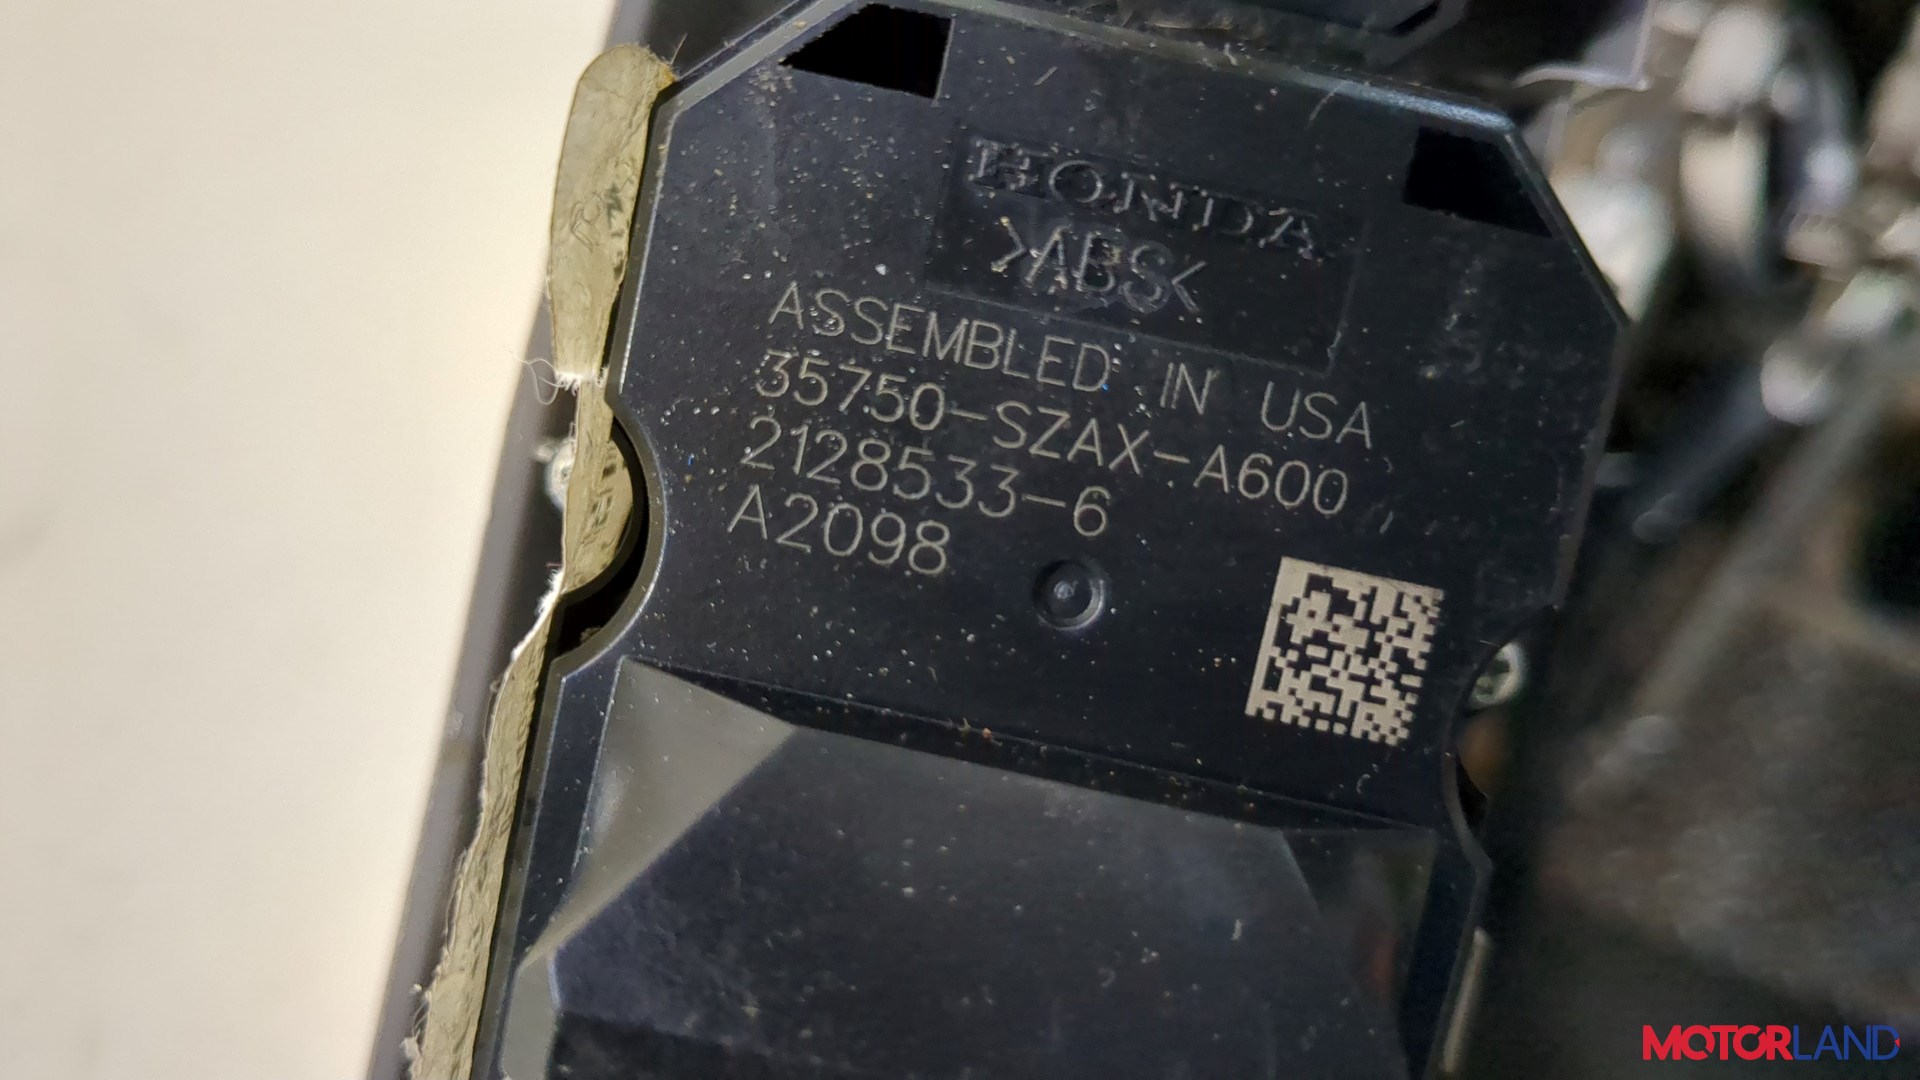 HONDA
>ABS<
ASSEMBLED IN USA
35750-SZAX-A600
2128533-6
A2098
MOTORLAND